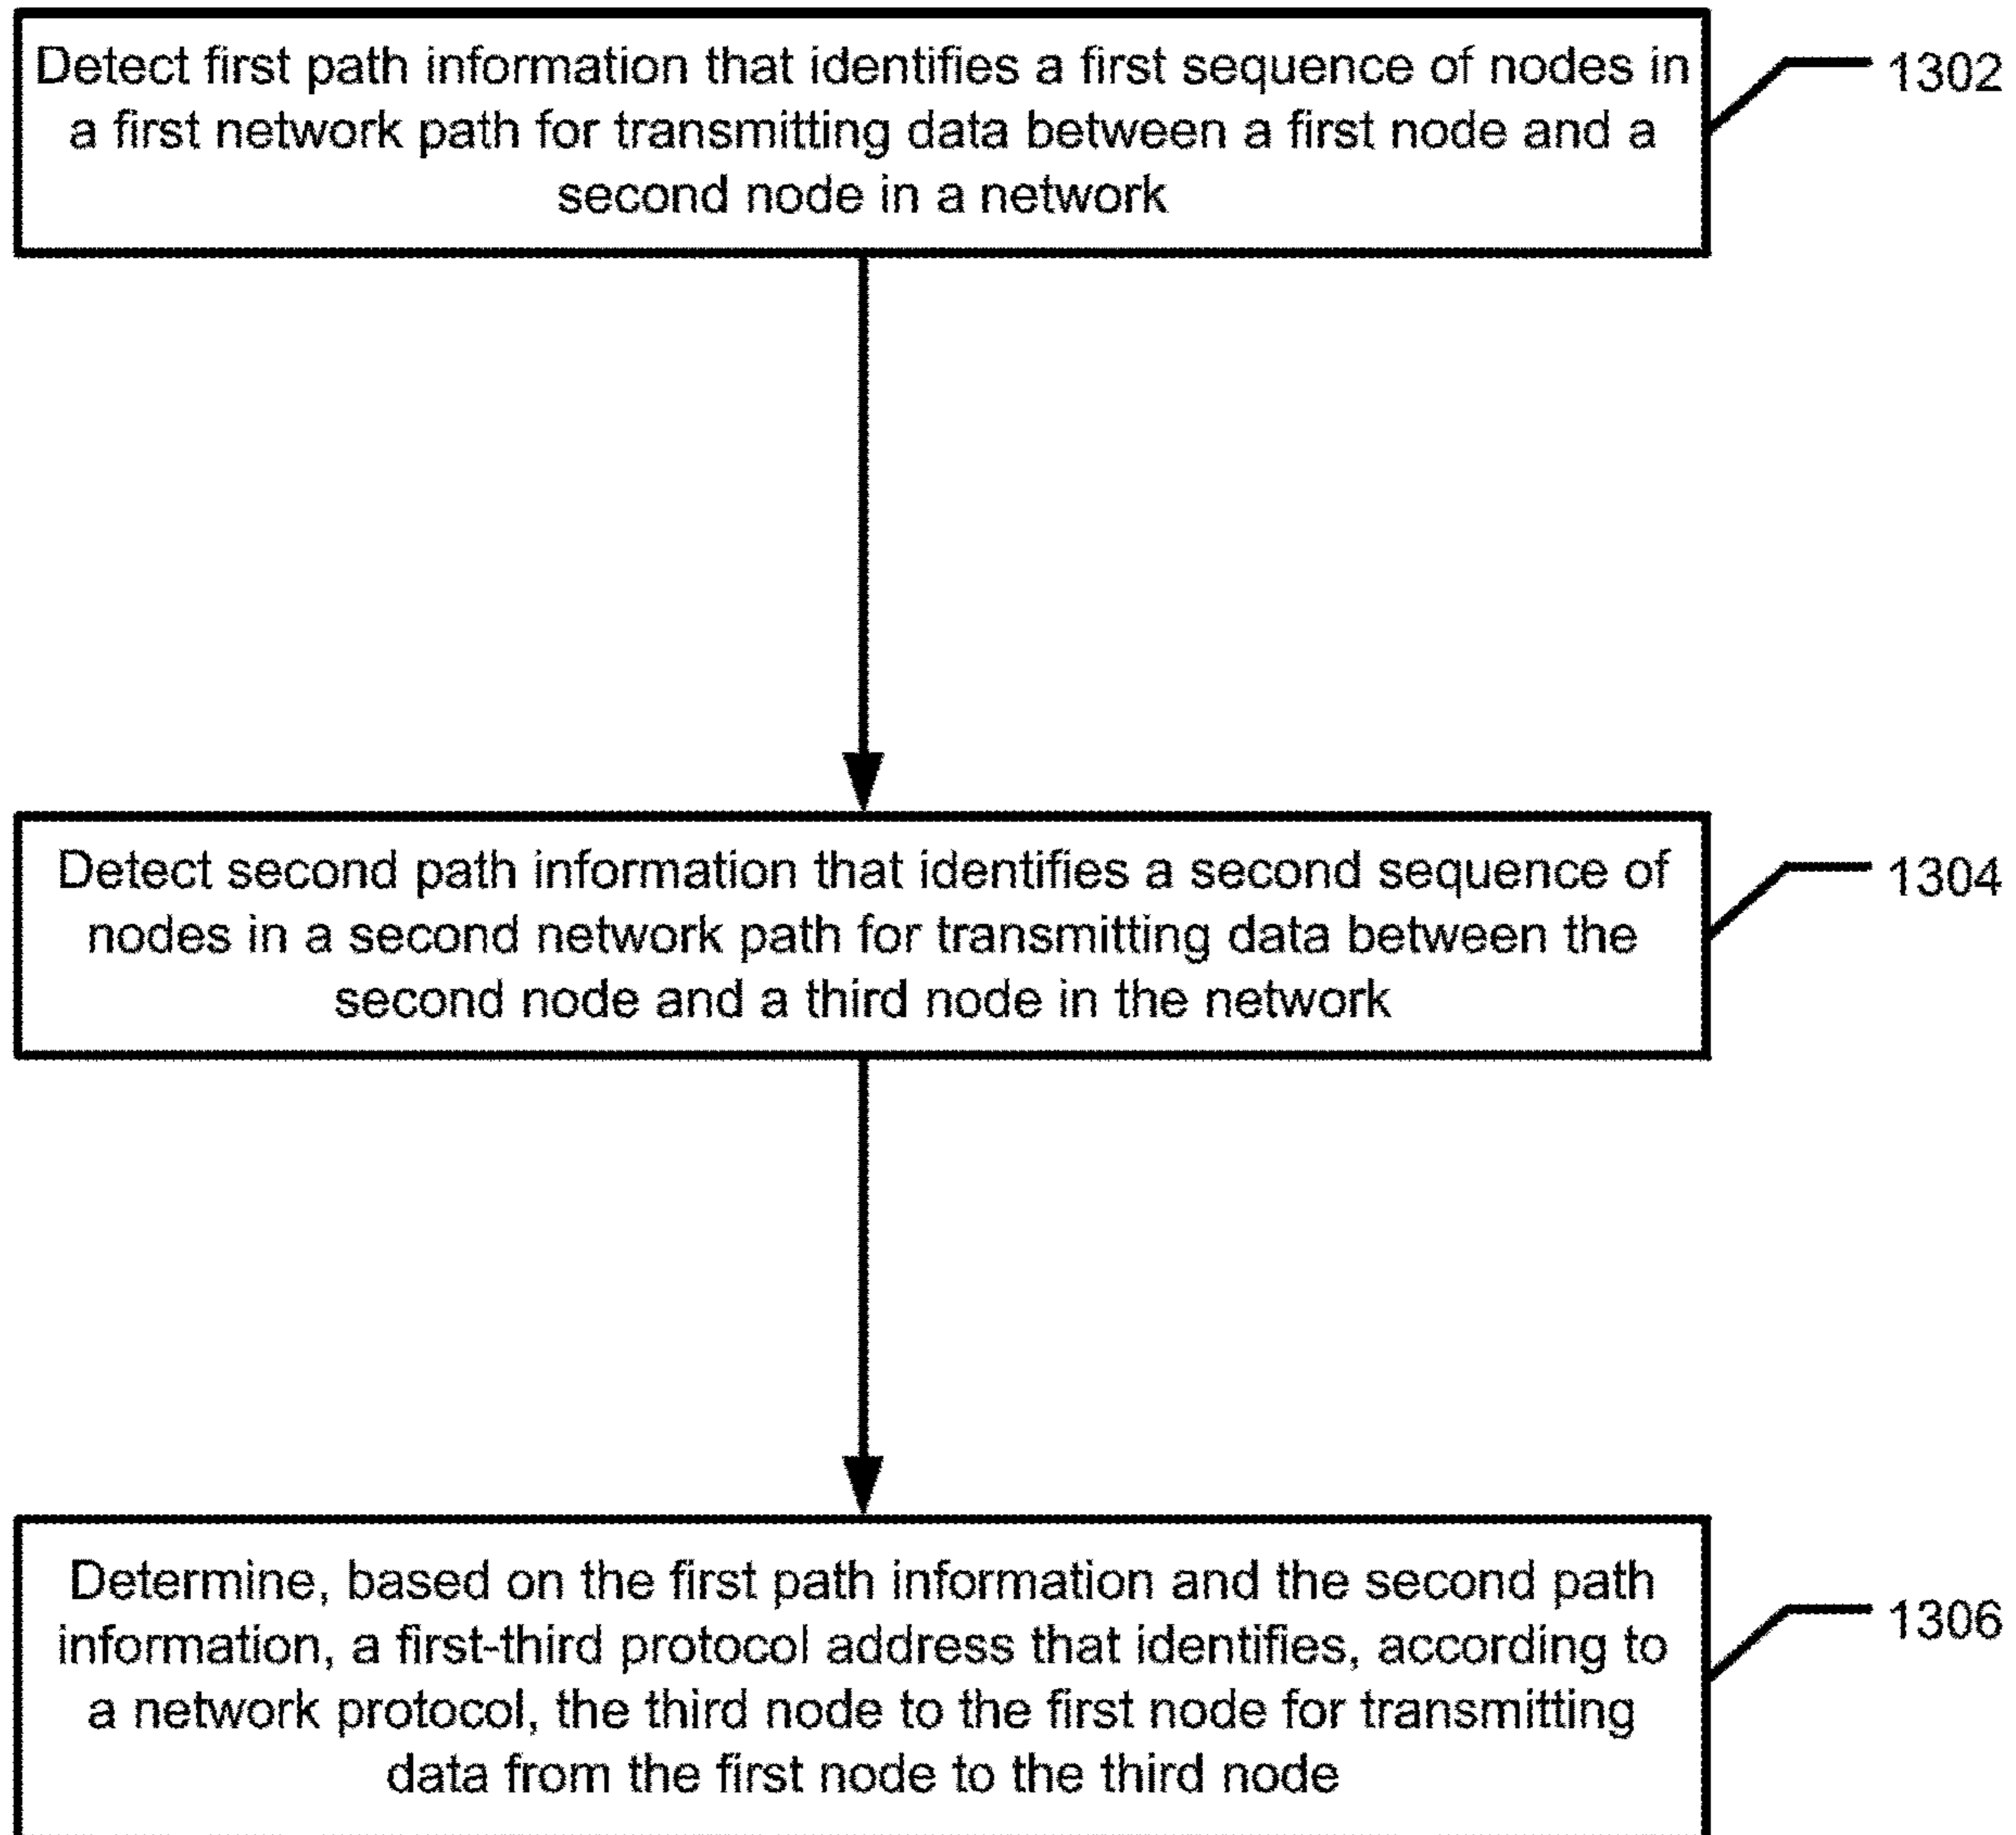 Detect first path information that identifies a first sequence of nodes in
a first network path for transmitting data between a first node and a
second node in a network
1302
Detect second path information that identifies a second sequence of
nodes in a second network path for transmitting data between the
second node and a third node in the network
1304
Determine, based on the first path information and the second path
information, a first-third protocol address that identifies, according to
a network protocol, the third node to the first node for transmitting
data from the first node to the third node
1306